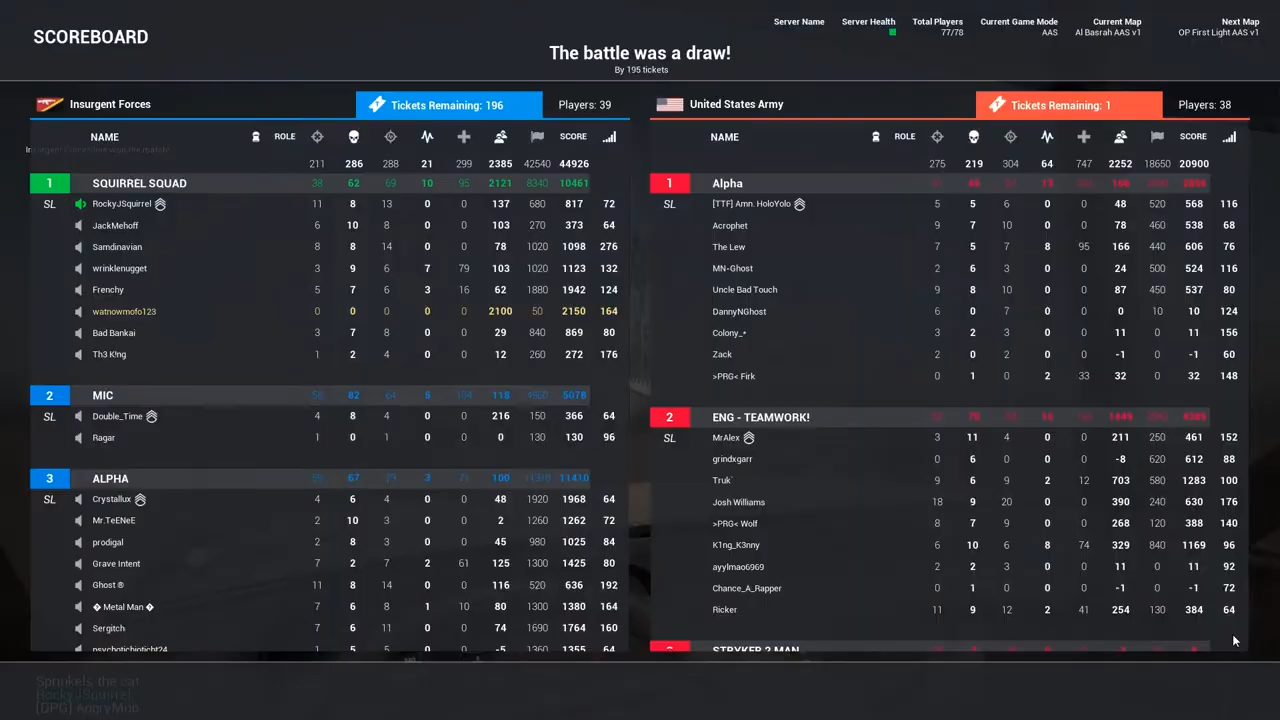 SCOREBOARD
Server Name Server Health Total Players Current Game Mode Current Map Next Map
77/78 AAS Al Basrah AAS v1 OP First Light AAS v1
The battle was a draw!
By 195 tickets
Insurgent Forces Tickets Remaining: 196 Players: 39
NAME ROLE SCORE
211 286 288 21 299 2385 42540 44926
1 SQUIRREL SQUAD 38 62 69 10 95 2121 8340 10461
SL RockyJSquirrel 11 8 13 0 0 137 680 817 72
JackMehoff 6 10 8 0 0 103 270 373 64
Samdinavian 8 8 14 0 0 78 1020 1098 276
wrinklenugget 3 9 6 7 79 103 1020 1123 132
Frenchy 5 7 6 3 16 62 1880 1942 124
watnowmofo123 0 0 0 0 0 2100 50 2150 164
Bad Bankai 3 7 8 0 0 29 840 869 80
Th3 K!ng 1 2 4 0 0 12 260 272 176
2 MIC 82 5 118 5078
SL Double_Time 4 8 4 0 0 216 150 366 64
Ragar 1 0 1 0 0 0 130 130 96
3 ALPHA 67 3 100 11410
SL Crystallux 4 6 4 0 0 48 1920 1968 64
Mr.TeENeE 2 10 3 0 0 2 1260 1262 72
prodigal 2 8 3 0 0 45 980 1025 84
Grave Intent 7 2 7 2 61 125 1300 1425 80
Ghost ® 11 8 14 0 0 116 520 636 192
� Metal Man � 7 6 8 1 10 80 1300 1380 164
Sergitch 7 6 11 0 0 74 1690 1764 160
1 5 5 0 0 -5 1360 1355 64
United States Army Tickets Remaining: 1 Players: 38
NAME ROLE SCORE
275 219 304 64 747 2252 18650 20900
1 Alpha
SL [TTF] Amn. HoloYolo 5 5 6 0 0 48 520 568 116
Acrophet 9 7 10 0 0 78 460 538 68
The Lew 7 5 7 8 95 166 440 606 76
MN-Ghost 2 6 3 0 0 24 500 524 116
Uncle Bad Touch 9 8 10 0 0 87 450 537 80
DannyNGhost 6 0 7 0 0 0 10 10 124
Colony_* 3 2 3 0 0 11 0 11 156
Zack 2 0 2 0 0 -1 0 -1 60
>PRG< Firk 0 1 0 2 33 32 0 32 148
2 ENG - TEAMWORK!
SL MrAlex 3 11 4 0 0 211 250 461 152
grindxgarr 0 6 0 0 0 -8 620 612 88
Truk` 9 6 9 2 12 703 580 1283 100
Josh Williams 18 9 20 0 0 390 240 630 176
>PRG< Wolf 8 7 9 0 0 268 120 388 140
K1ng_K3nny 6 10 6 8 74 329 840 1169 96
ayylmao6969 2 2 3 0 0 11 0 11 92
Chance_A_Rapper 0 1 0 0 0 -1 0 -1 72
Ricker 11 9 12 2 41 254 130 384 64
STRYKER 2 MAN
Sprinkels the cat
RockyJSquirrel
[DPG] AngryMob